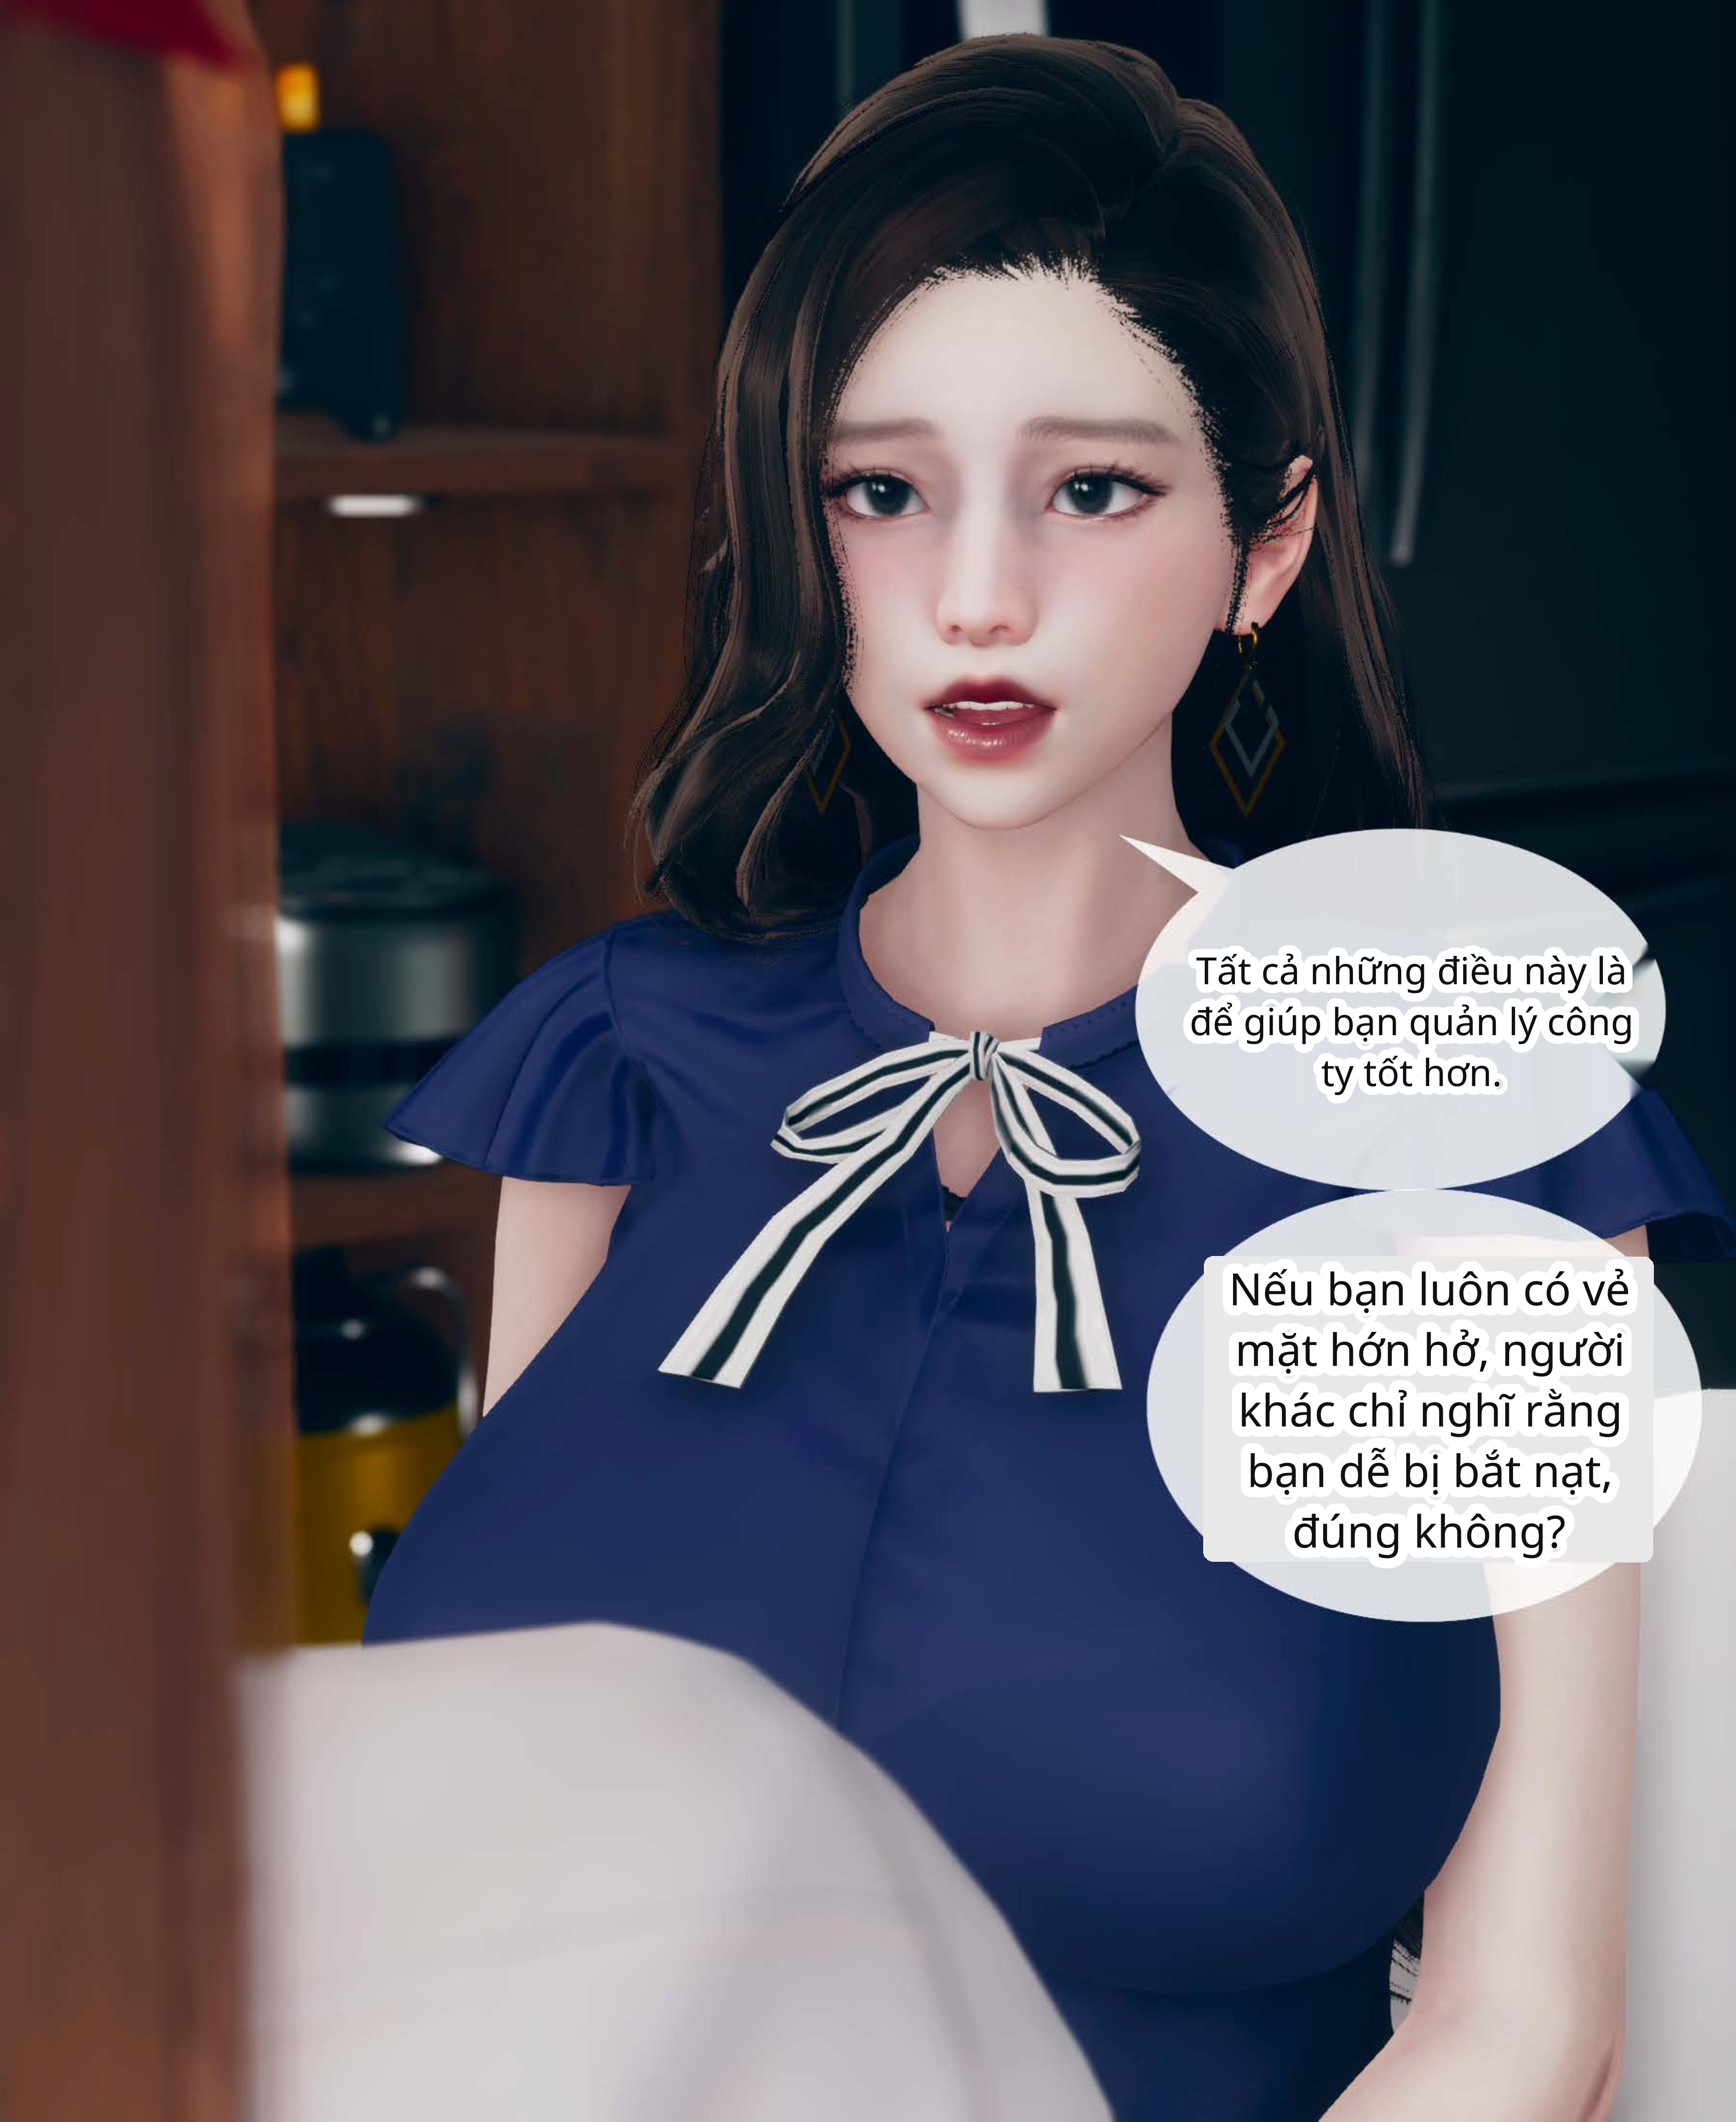 Tất cả những điều này là
để giúp bạn quản lý công
ty tốt hơn.
Nếu bạn luôn có vẻ
mặt hớn hở, người
khác chỉ nghĩ rằng
bạn dễ bị bắt nạt,
đúng không?